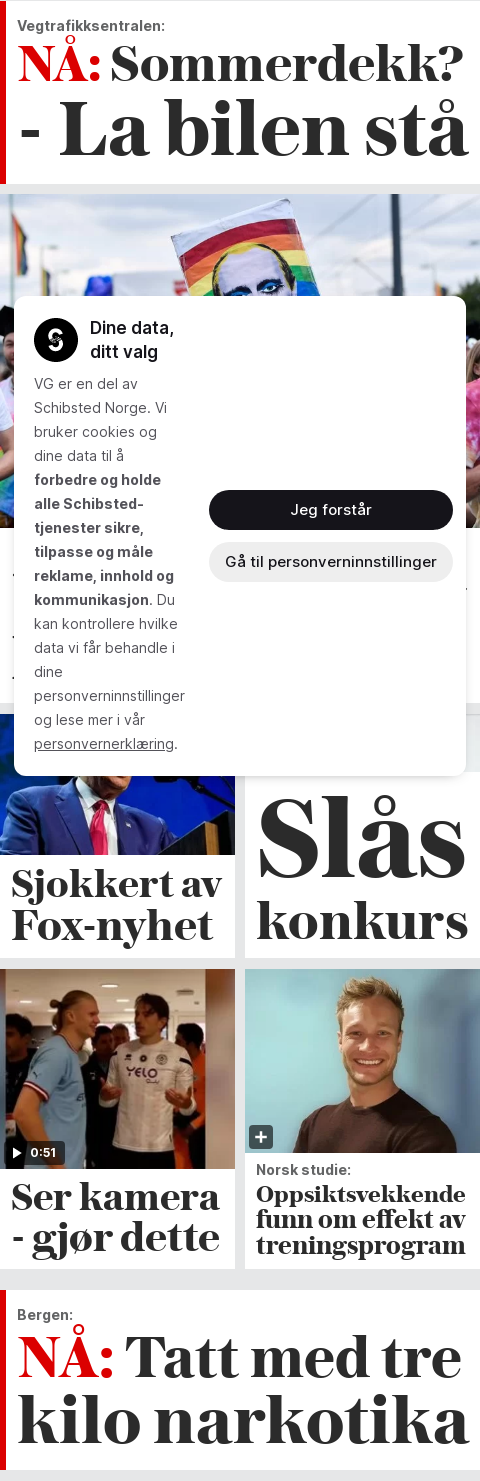 Vegtrafikksentralen:
NÅ: Sommerdekk?
- La bilen stå
Dine data,
ditt valg
VG er en del av
Schibsted Norge. Vi
bruker cookies og
dine data til å
forbedre og holde
alle Schibsted-
tjenester sikre,
tilpasse og måle
reklame, innhold og
kommunikasjon. Du
kan kontrollere hvilke
data vi får behandle i
dine
personverninnstillinger
og lese mer i vår
personvernerklæring.
Jeg forstår
Gå til personverninnstillinger
Sjokkert av
Fox-nyhet
Slås
konkurs
YELO
0:51
Ser kamera
- gjør dette
Norsk studie:
Oppsiktsvekkende
funn om effekt av
treningsprogram
Bergen:
NÅ: Tatt med tre
kilo narkotika